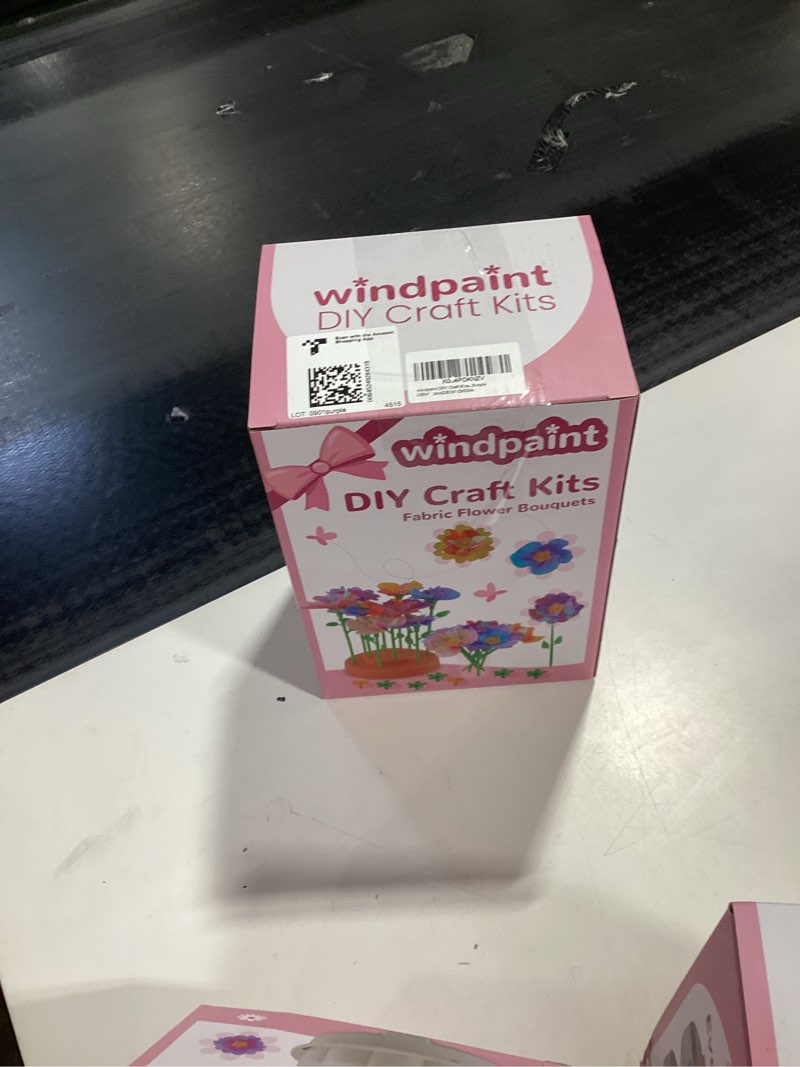 windpaint
DIY Craft Kits
Scan with the Amazon
Shopping App
LOT: 0901purple
4515
windpaint
DIY Craft Kits
Fabric Flower Bouquets